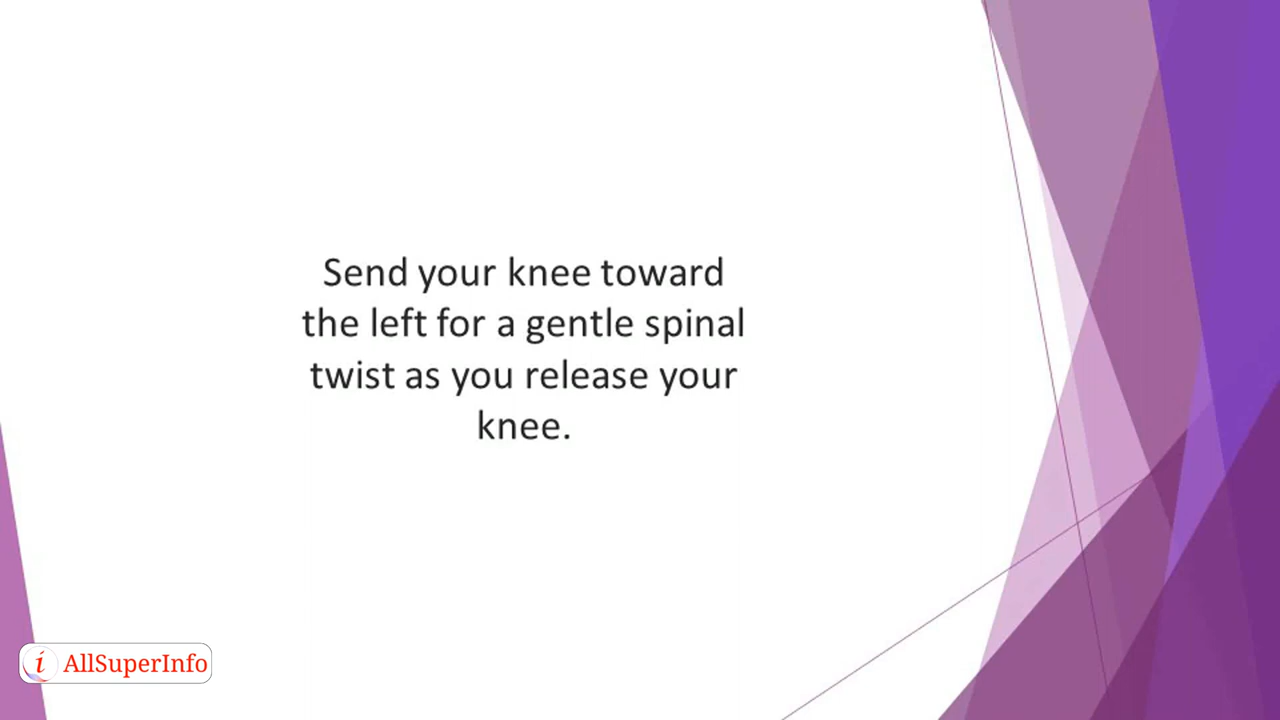 Send your knee toward
the left for a gentle spinal
twist as you release your
knee.
i AllSuperInfo